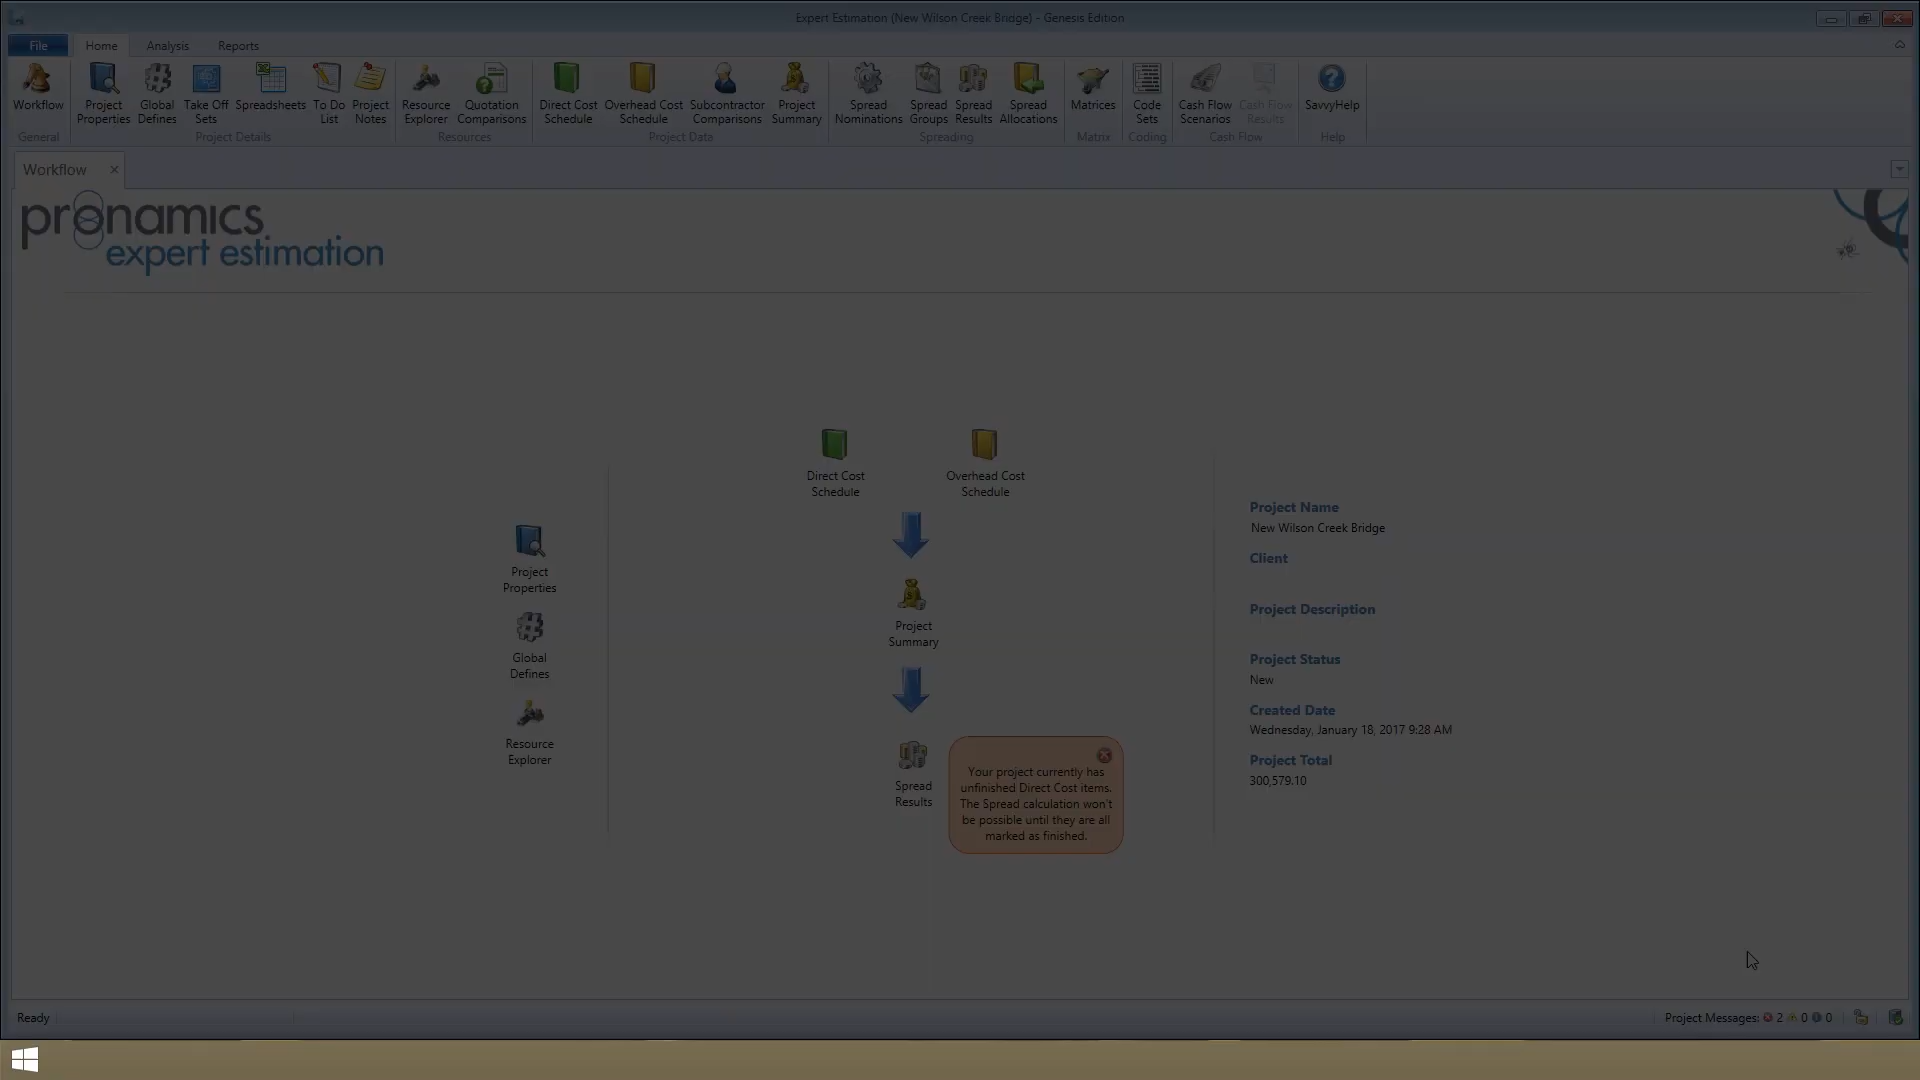 Expert Estimation (New Wilson Creek Bridge) - Genesis Edition
File Home Analysis Reports
Workflow
Project Properties
Global Defines
Take Off Sets
Spreadsheets
To Do List
Project Notes
Resource Explorer
Quotation Comparisons
Direct Cost Schedule
Overhead Cost Schedule
Subcontractor Comparisons
Project Summary
Spread Nominations
Spread Groups
Spread Results
Spread Allocations
Matrices
Code Sets
Cash Flow Scenarios
Cash Flow Results
SavvyHelp
General Project Details Resources Project Data Spreading Matrix Coding Cash Flow Help
Workflow
pronamics
expert estimation
Project
Properties
Global
Defines
Resource
Explorer
Direct Cost
Schedule
Overhead Cost
Schedule
Project
Summary
Spread
Results
Your project currently has
unfinished Direct Cost items.
The Spread calculation won't
be possible until they are all
marked as finished.
Project Name
New Wilson Creek Bridge
Client
Project Description
Project Status
New
Created Date
Wednesday, January 18, 2017 9:28 AM
Project Total
300,579.10
Ready
Project Messages: 2 0 0